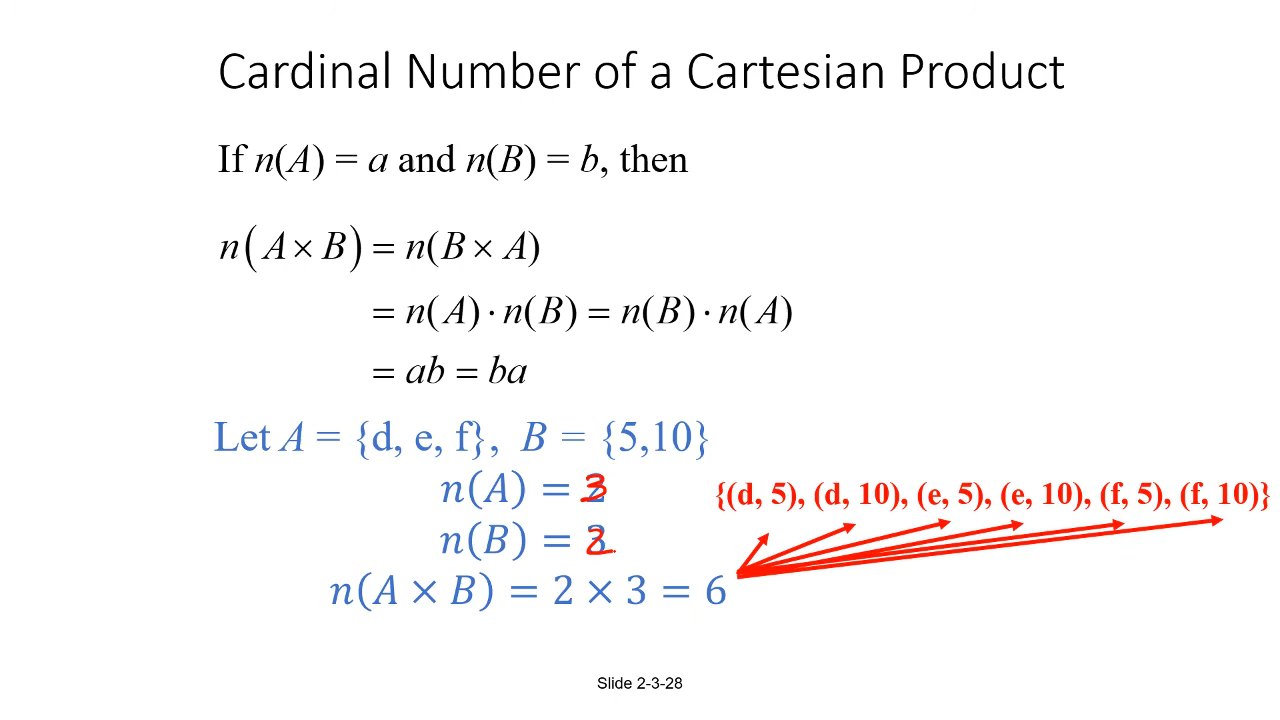 Cardinal Number of a Cartesian Product
If n(A) = a and n(B) = b, then
n(A × B) = n(B × A)
= n(A) · n(B) = n(B) · n(A)
= ab = ba
Let A = {d, e, f}, B = {5,10}
n(A) = 3
{(d, 5), (d, 10), (e, 5), (e, 10), (f, 5), (f, 10)}
n(B) = 2
n(A × B) = 2 × 3 = 6
Slide 2-3-28